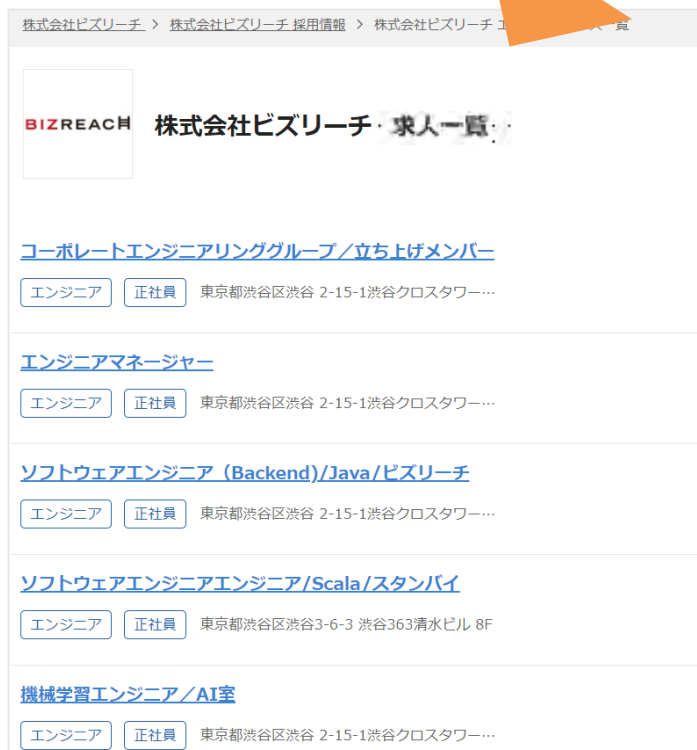 株式会社ビズリーチ > 株式会社ビズリーチ 採用情報 > 株式会社ビズリーチ エ 一覧
BIZREACH
株式会社ビズリーチ 求人一覧
コーポレートエンジニアリンググループ/立ち上げメンバー
エンジニア 正社員 東京都渋谷区渋谷 2-15-1渋谷クロスタワー…
エンジニアマネージャー
エンジニア 正社員 東京都渋谷区渋谷 2-15-1渋谷クロスタワー…
ソフトウェアエンジニア(Backend)/Java/ビズリーチ
エンジニア 正社員 東京都渋谷区渋谷 2-15-1渋谷クロスタワー…
ソフトウェアエンジニアエンジニア/Scala/スタンバイ
エンジニア 正社員 東京都渋谷区渋谷3-6-3 渋谷363清水ビル 8F
機械学習エンジニア/AI室
エンジニア 正社員 東京都渋谷区渋谷 2-15-1渋谷クロスタワー…